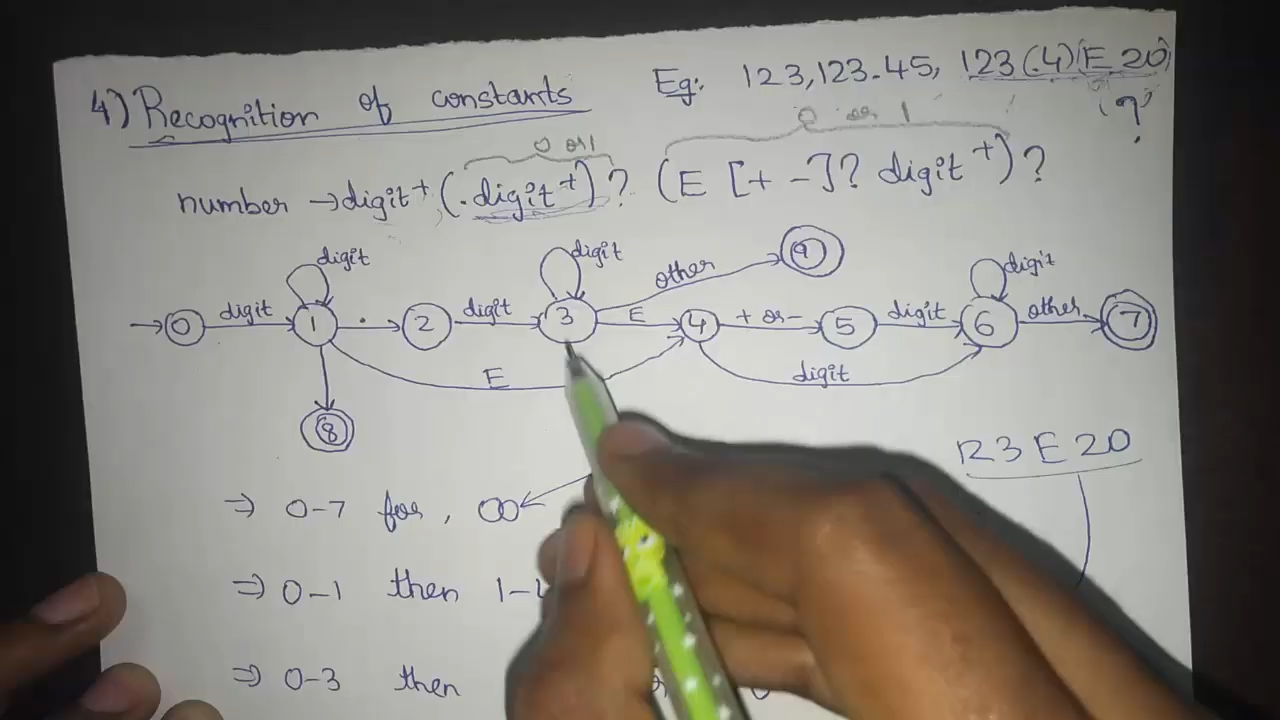 4) Recognition of constants Eg: 123, 123.45, 123(.4)(E 20)
?
0 or 1 0 or 1
number → digit+ (.digit+)? (E [+ -]? digit+)?
digit digit digit
other 9
0 digit 1 . 2 digit 3 E 4 + or - 5 digit 6 other 7
E digit
8
123E20
⇒ 0-7 for, 00
⇒ 0-1 then
⇒ 0-3 then